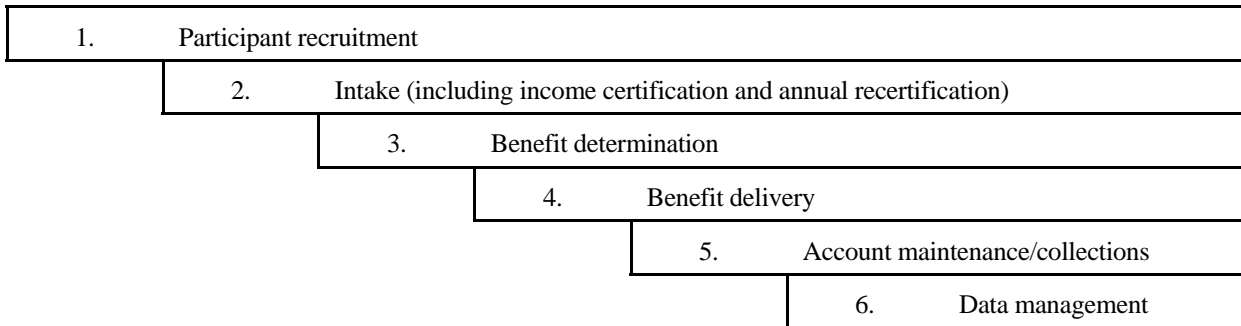 1. Participant recruitment
2. Intake (including income certification and annual recertification)
3. Benefit determination
4. Benefit delivery
5. Account maintenance/collections
6. Data management